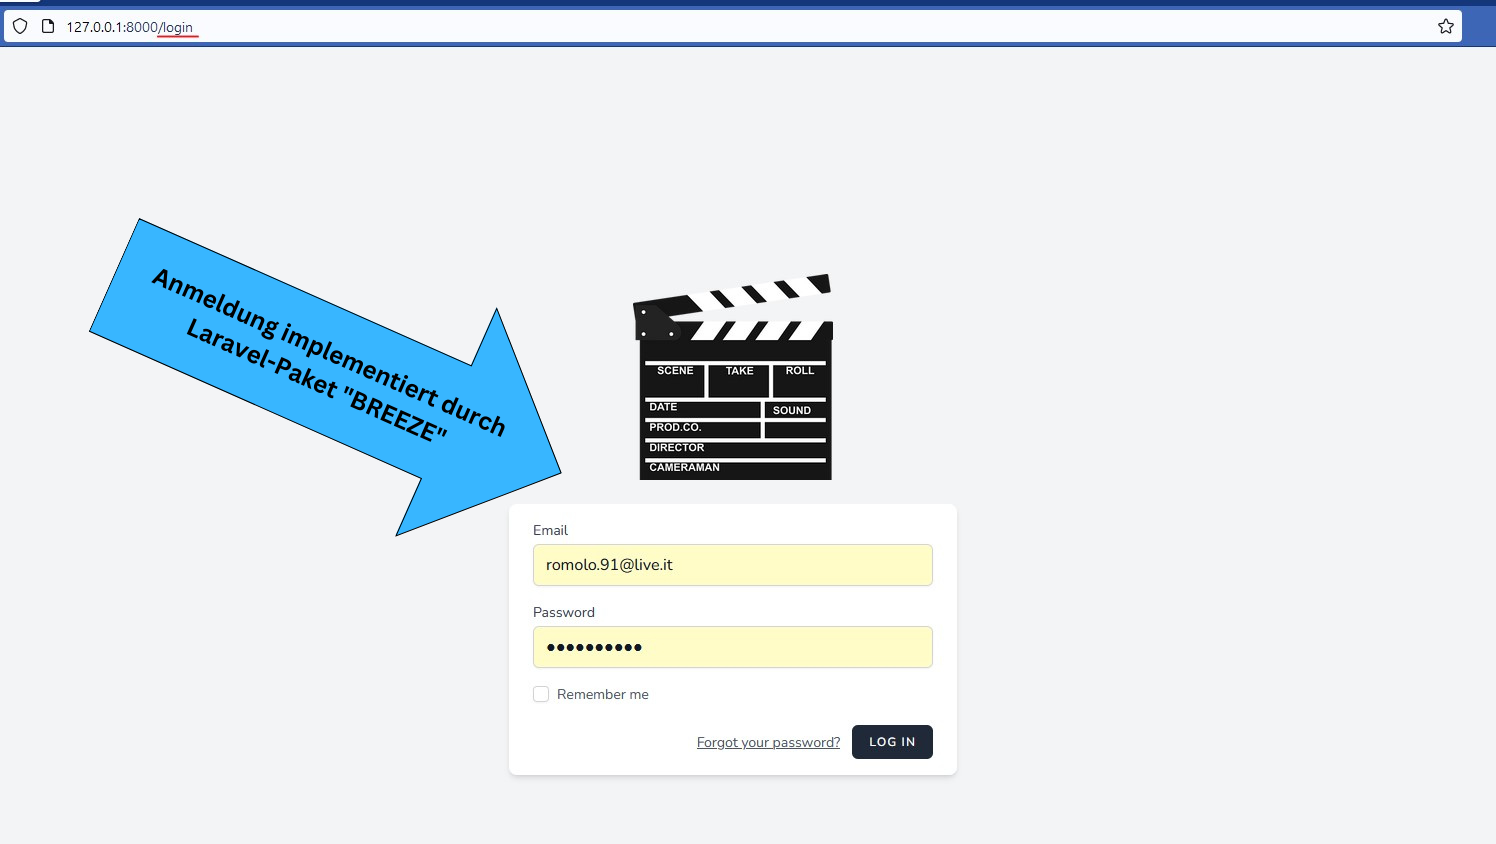 127.0.0.1:8000/login
Anmeldung implementiert durch
Laravel-Paket "BREEZE"
SCENE TAKE ROLL
DATE SOUND
PROD.CO.
DIRECTOR
CAMERAMAN
Email
romolo.91@live.it
Password
●●●●●●●●●●
Remember me
Forgot your password? LOG IN